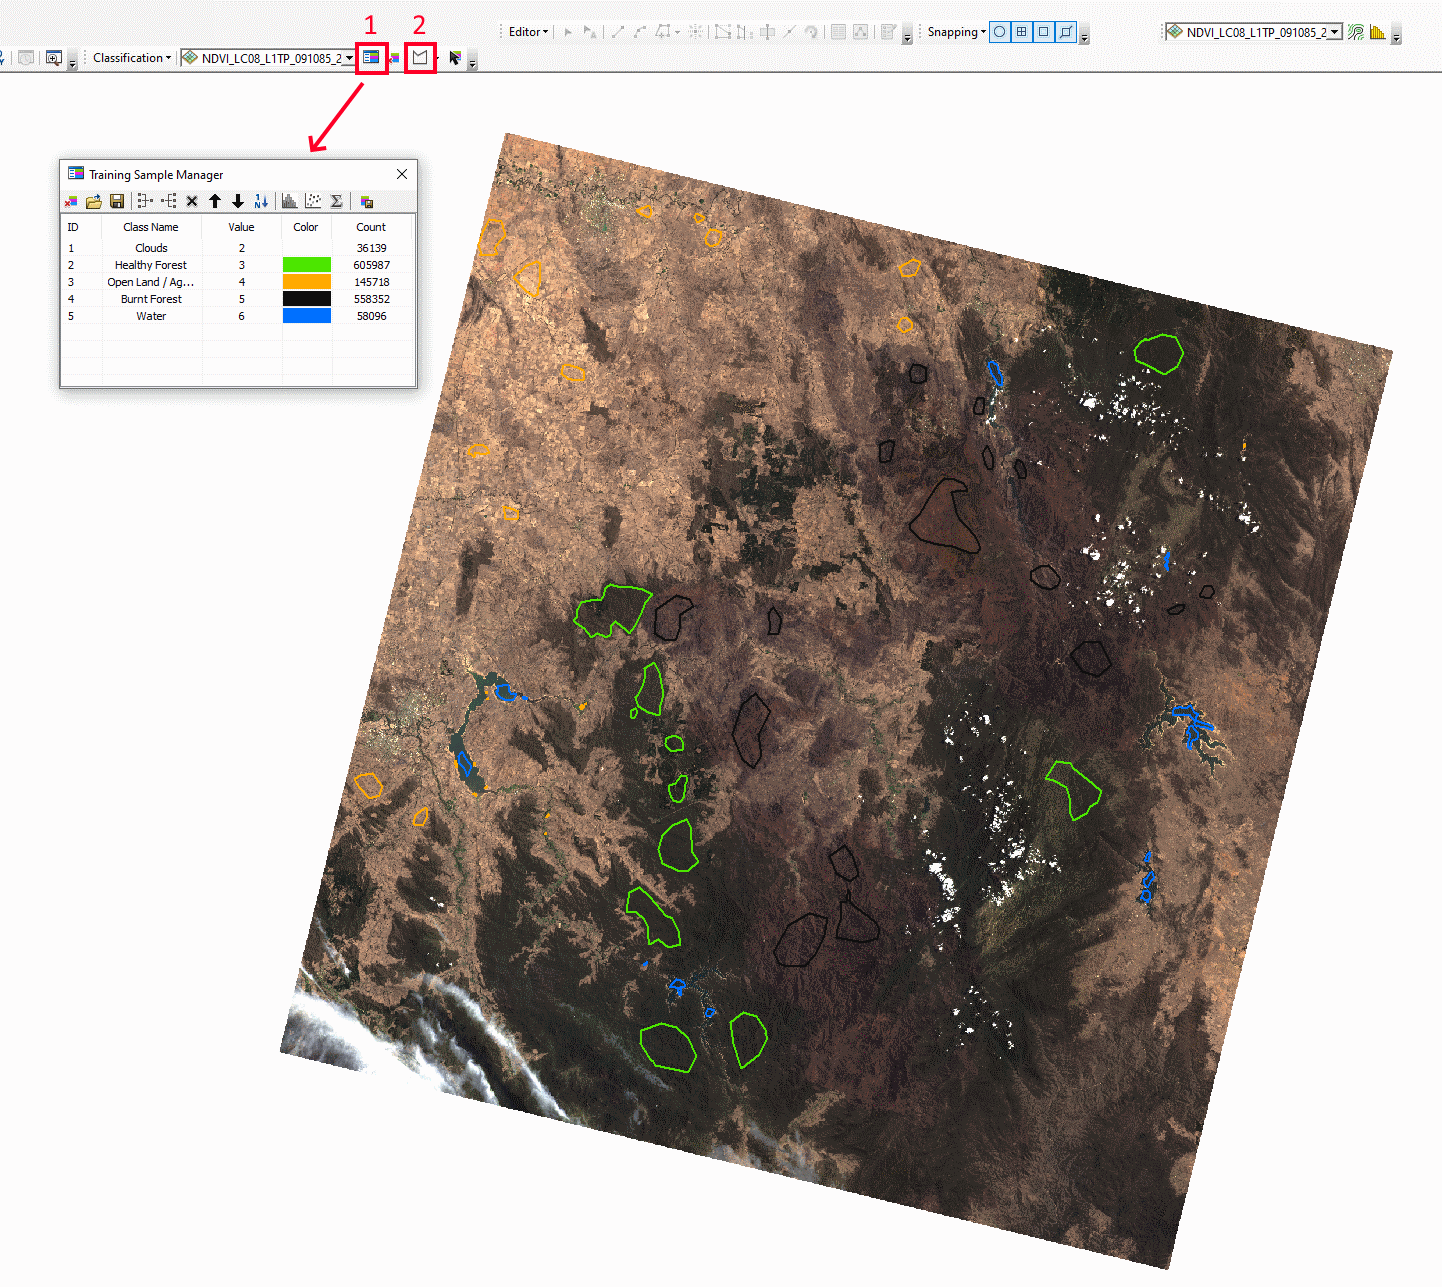 1 2
Editor Snapping NDVI_LC08_L1TP_091085_2
Classification NDVI_LC08_L1TP_091085_2
Training Sample Manager
ID Class Name Value Color Count
1 Clouds 2 36139
2 Healthy Forest 3 605987
3 Open Land / Ag... 4 145718
4 Burnt Forest 5 558352
5 Water 6 58096